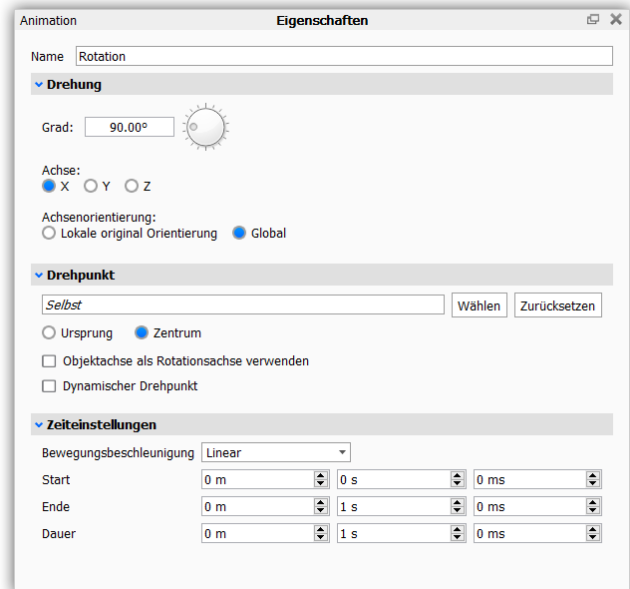 Animation Eigenschaften
Name Rotation
Drehung
Grad: 90.00°
Achse:
X Y Z
Achsenorientierung:
Lokale original Orientierung Global
Drehpunkt
Selbst Wählen Zurücksetzen
Ursprung Zentrum
Objektachse als Rotationsachse verwenden
Dynamischer Drehpunkt
Zeiteinstellungen
Bewegungsbeschleunigung Linear
Start 0 m 0 s 0 ms
Ende 0 m 1 s 0 ms
Dauer 0 m 1 s 0 ms